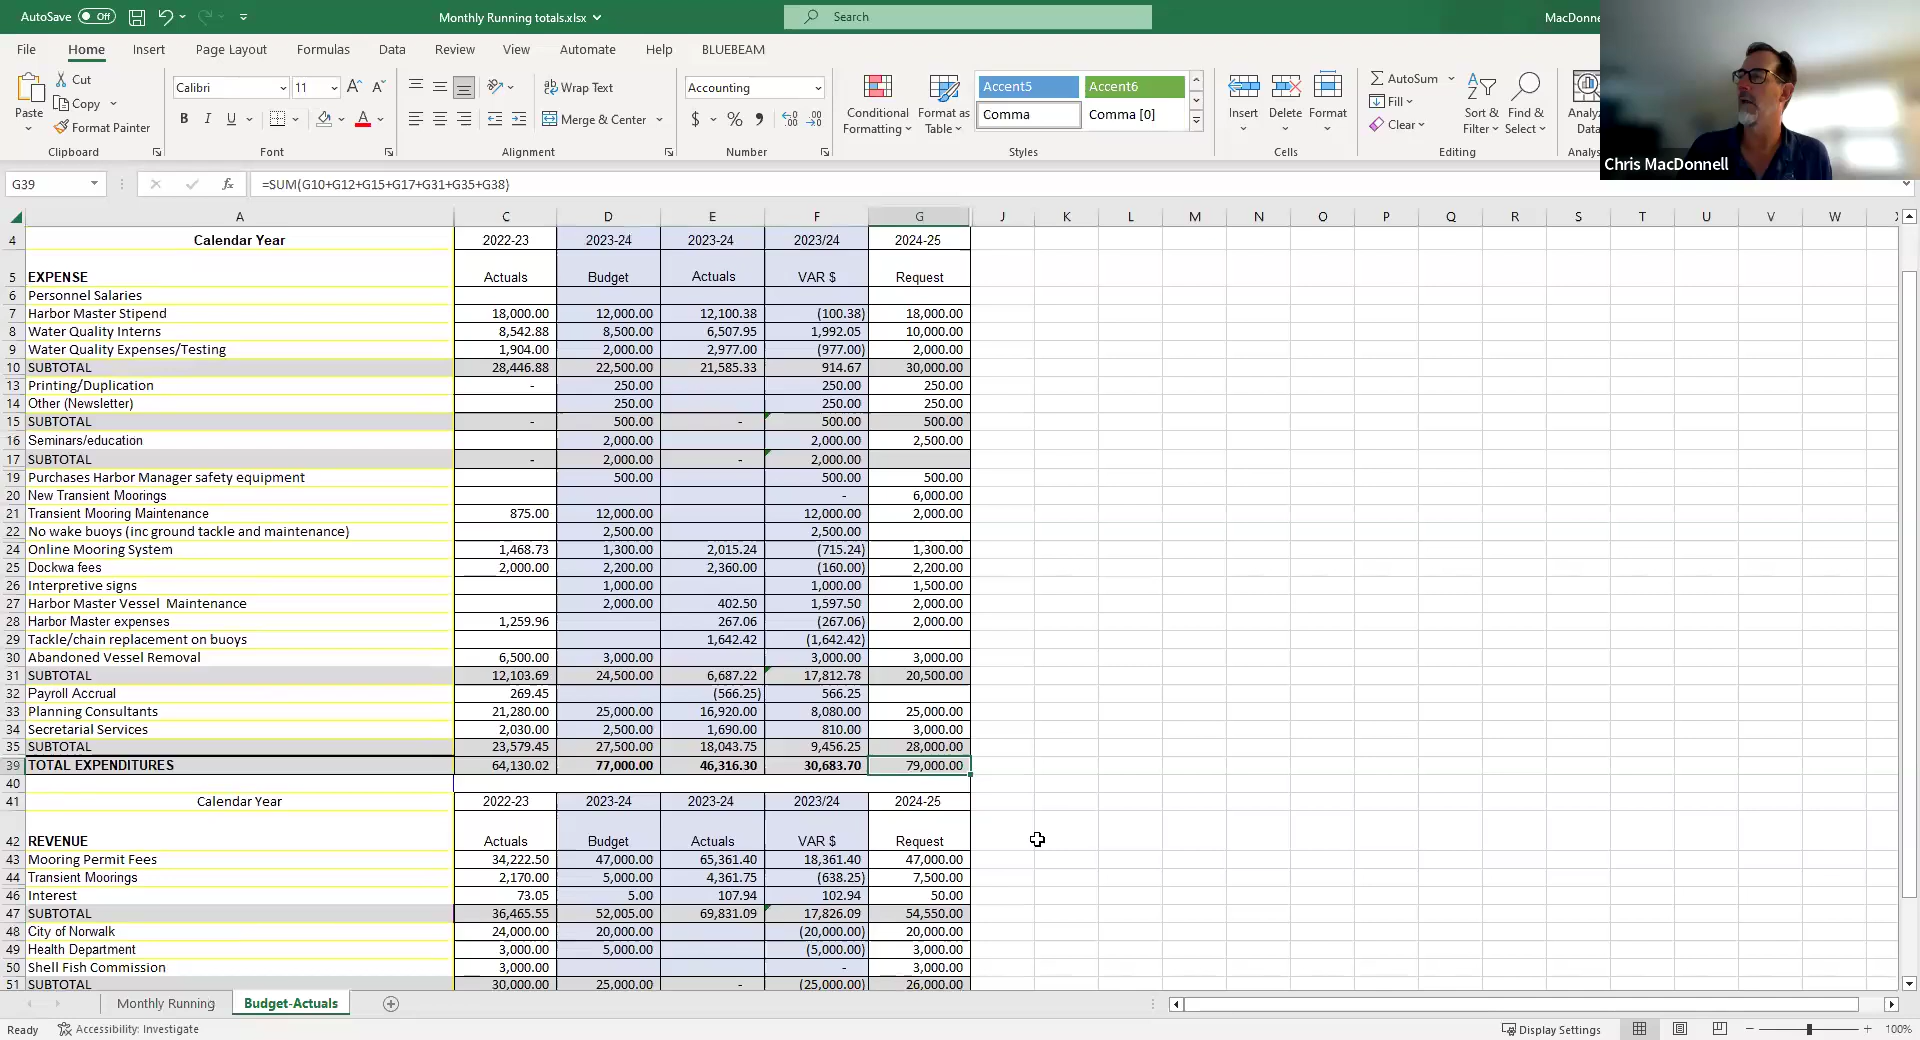 AutoSave Off Monthly Running totals.xlsx Search MacDonne
File Home Insert Page Layout Formulas Data Review View Automate Help BLUEBEAM
Paste Cut Copy Format Painter Clipboard
Calibri 11 A A B I U A Font
Wrap Text Merge & Center Alignment
Accounting $ % Number
Conditional Formatting Format as Table Accent5 Accent6 Comma Comma [0] Styles
Insert Delete Format Cells
AutoSum Fill Clear Sort & Filter Find & Select Editing
Analyz Data Analys
Chris MacDonnell
G39 fx =SUM(G10+G12+G15+G17+G31+G35+G38)
A C D E F G J K L M N O P Q R S T U V W
4 Calendar Year 2022-23 2023-24 2023-24 2023/24 2024-25
5 EXPENSE Actuals Budget Actuals VAR $ Request
6 Personnel Salaries
7 Harbor Master Stipend 18,000.00 12,000.00 12,100.38 (100.38) 18,000.00
8 Water Quality Interns 8,542.88 8,500.00 6,507.95 1,992.05 10,000.00
9 Water Quality Expenses/Testing 1,904.00 2,000.00 2,977.00 (977.00) 2,000.00
10 SUBTOTAL 28,446.88 22,500.00 21,585.33 914.67 30,000.00
13 Printing/Duplication - 250.00 250.00 250.00
14 Other (Newsletter) 250.00 250.00 250.00
15 SUBTOTAL - 500.00 - 500.00 500.00
16 Seminars/education 2,000.00 2,000.00 2,500.00
17 SUBTOTAL - 2,000.00 - 2,000.00
19 Purchases Harbor Manager safety equipment 500.00 500.00 500.00
20 New Transient Moorings - 6,000.00
21 Transient Mooring Maintenance 875.00 12,000.00 12,000.00 2,000.00
22 No wake buoys (inc ground tackle and maintenance) 2,500.00 2,500.00
24 Online Mooring System 1,468.73 1,300.00 2,015.24 (715.24) 1,300.00
25 Dockwa fees 2,000.00 2,200.00 2,360.00 (160.00) 2,200.00
26 Interpretive signs 1,000.00 1,000.00 1,500.00
27 Harbor Master Vessel Maintenance 2,000.00 402.50 1,597.50 2,000.00
28 Harbor Master expenses 1,259.96 267.06 (267.06) 2,000.00
29 Tackle/chain replacement on buoys 1,642.42 (1,642.42)
30 Abandoned Vessel Removal 6,500.00 3,000.00 3,000.00 3,000.00
31 SUBTOTAL 12,103.69 24,500.00 6,687.22 17,812.78 20,500.00
32 Payroll Accrual 269.45 (566.25) 566.25
33 Planning Consultants 21,280.00 25,000.00 16,920.00 8,080.00 25,000.00
34 Secretarial Services 2,030.00 2,500.00 1,690.00 810.00 3,000.00
35 SUBTOTAL 23,579.45 27,500.00 18,043.75 9,456.25 28,000.00
39 TOTAL EXPENDITURES 64,130.02 77,000.00 46,316.30 30,683.70 79,000.00
40
41 Calendar Year 2022-23 2023-24 2023-24 2023/24 2024-25
42 REVENUE Actuals Budget Actuals VAR $ Request
43 Mooring Permit Fees 34,222.50 47,000.00 65,361.40 18,361.40 47,000.00
44 Transient Moorings 2,170.00 5,000.00 4,361.75 (638.25) 7,500.00
46 Interest 73.05 5.00 107.94 102.94 50.00
47 SUBTOTAL 36,465.55 52,005.00 69,831.09 17,826.09 54,550.00
48 City of Norwalk 24,000.00 20,000.00 (20,000.00) 20,000.00
49 Health Department 3,000.00 5,000.00 (5,000.00) 3,000.00
50 Shell Fish Commission 3,000.00 - 3,000.00
51 SUBTOTAL 30,000.00 25,000.00 - (25,000.00) 26,000.00
Monthly Running Budget-Actuals
Ready Accessibility: Investigate Display Settings 100%